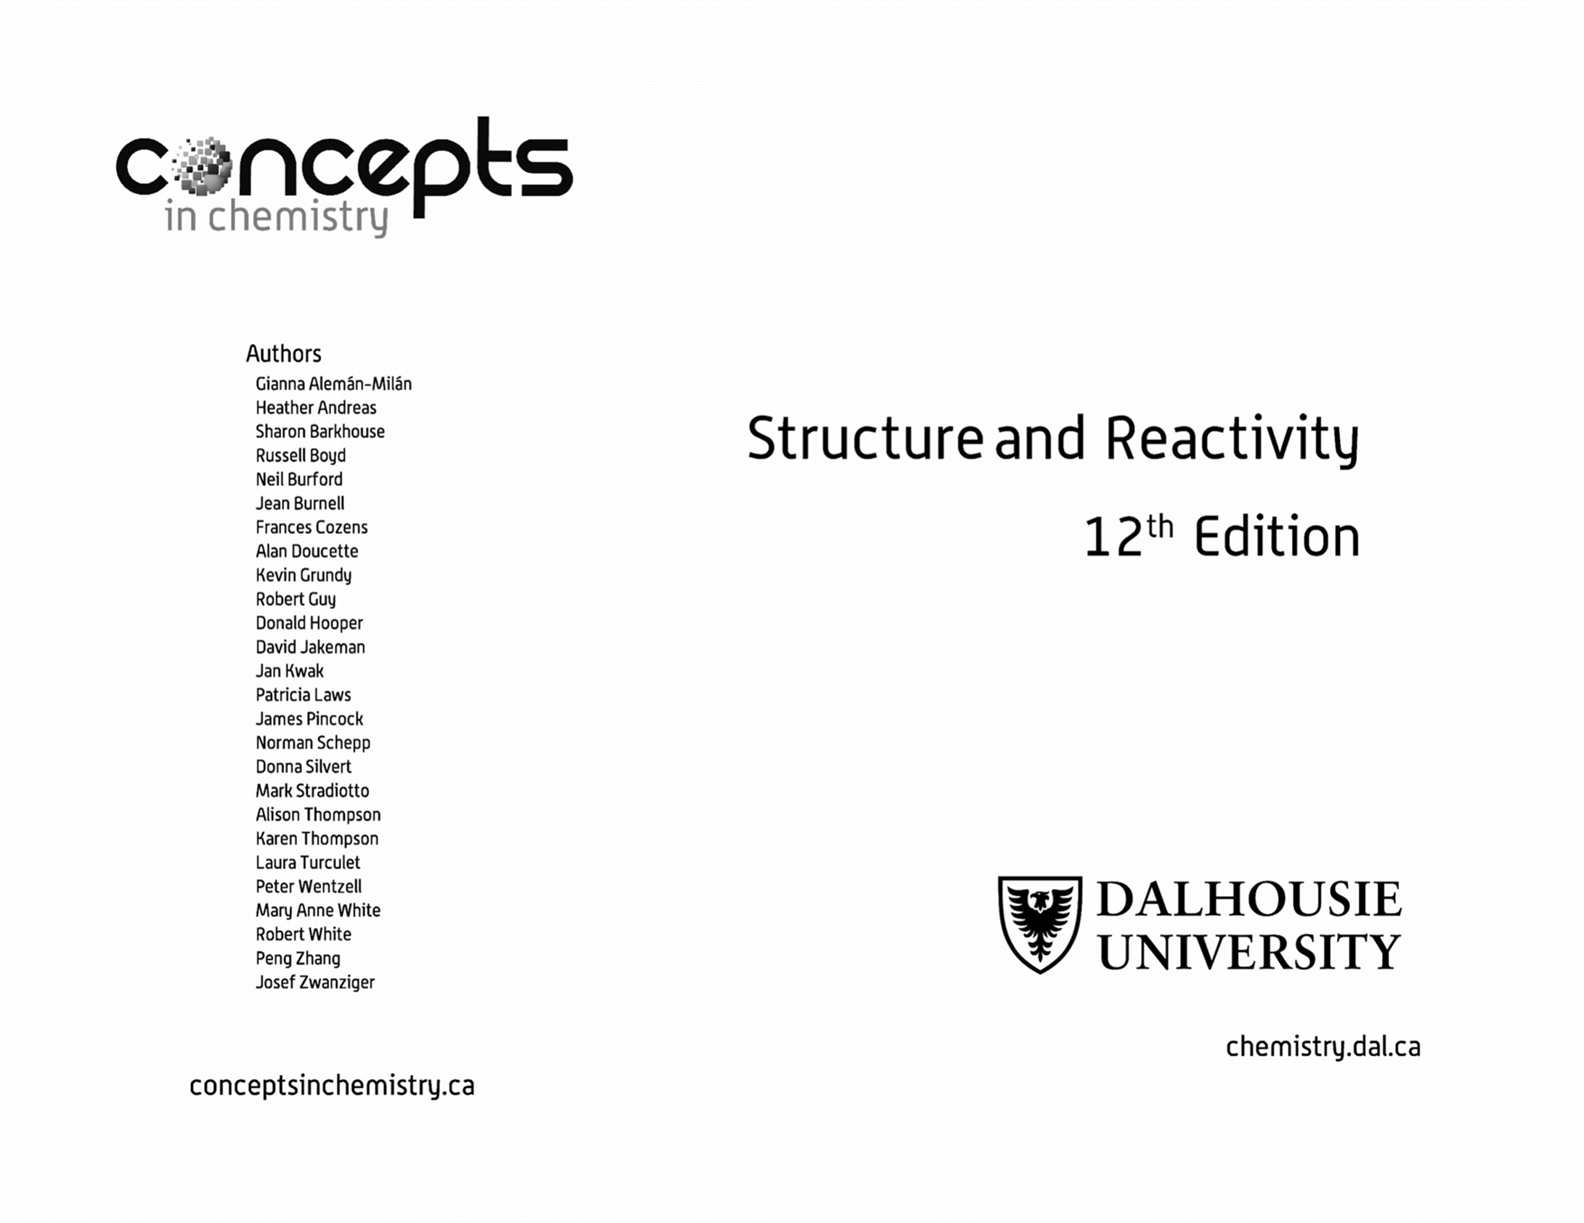 concepts
in chemistry
Authors
Gianna Alemán-Milán
Heather Andreas
Sharon Barkhouse
Russell Boyd
Neil Burford
Jean Burnell
Frances Cozens
Alan Doucette
Kevin Grundy
Robert Guy
Donald Hooper
David Jakeman
Jan Kwak
Patricia Laws
James Pincock
Norman Schepp
Donna Silvert
Mark Stradiotto
Alison Thompson
Karen Thompson
Laura Turculet
Peter Wentzell
Mary Anne White
Robert White
Peng Zhang
Josef Zwanziger
conceptsinchemistry.ca
Structure and Reactivity
12th Edition
DALHOUSIE
UNIVERSITY
chemistry.dal.ca